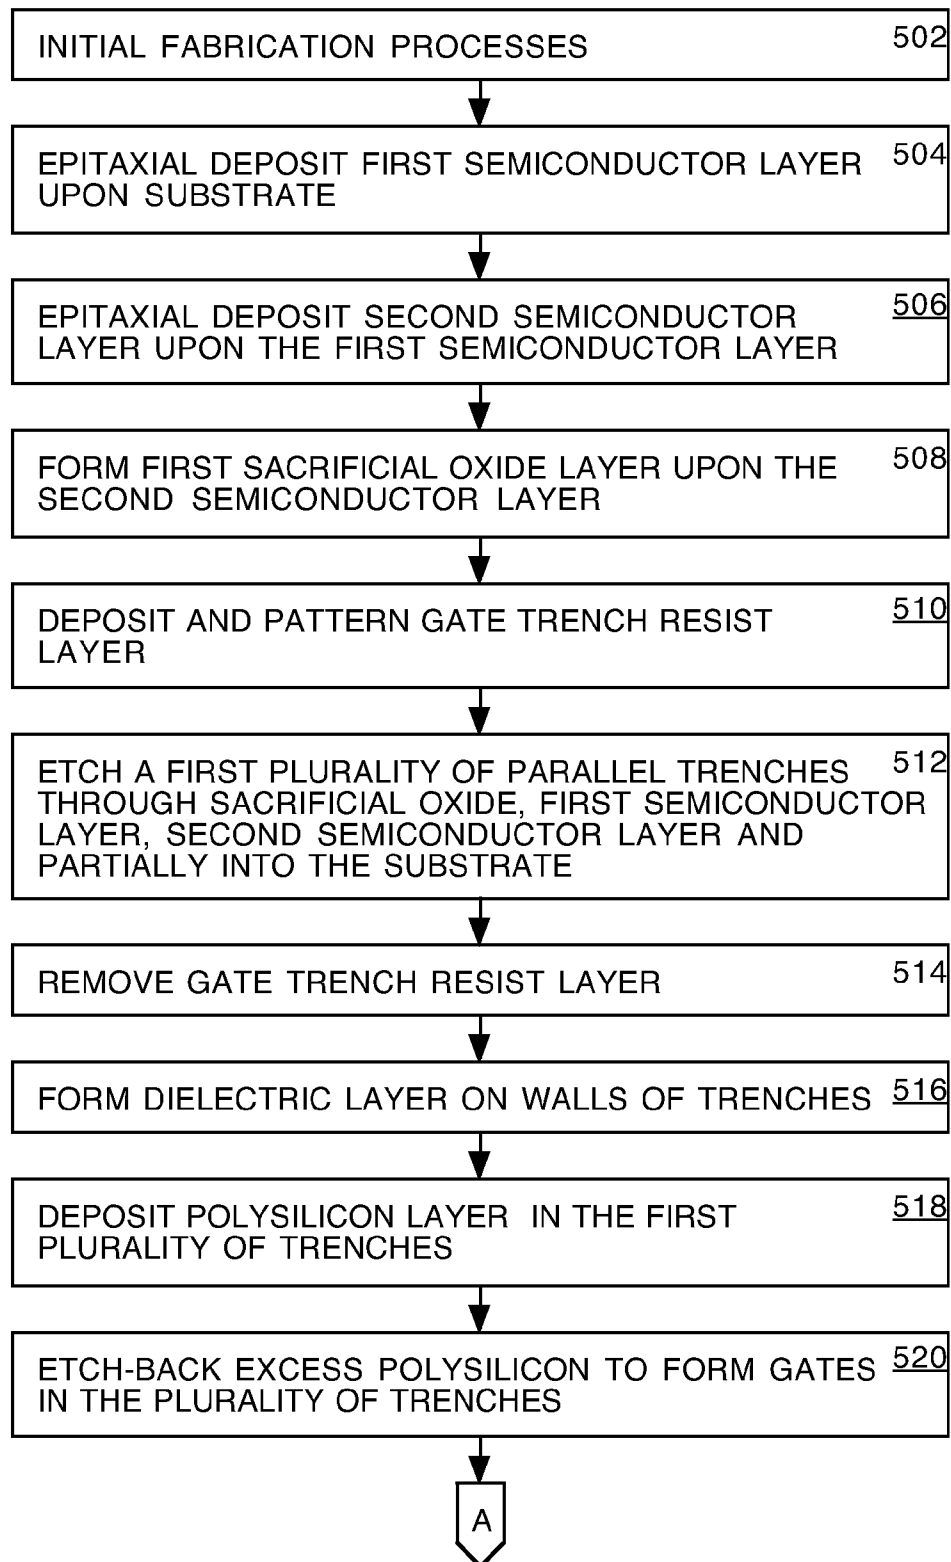 INITIAL FABRICATION PROCESSES 502
EPITAXIAL DEPOSIT FIRST SEMICONDUCTOR LAYER 504
UPON SUBSTRATE
EPITAXIAL DEPOSIT SECOND SEMICONDUCTOR 506
LAYER UPON THE FIRST SEMICONDUCTOR LAYER
FORM FIRST SACRIFICIAL OXIDE LAYER UPON THE 508
SECOND SEMICONDUCTOR LAYER
DEPOSIT AND PATTERN GATE TRENCH RESIST 510
LAYER
ETCH A FIRST PLURALITY OF PARALLEL TRENCHES 512
THROUGH SACRIFICIAL OXIDE, FIRST SEMICONDUCTOR
LAYER, SECOND SEMICONDUCTOR LAYER AND
PARTIALLY INTO THE SUBSTRATE
REMOVE GATE TRENCH RESIST LAYER 514
FORM DIELECTRIC LAYER ON WALLS OF TRENCHES 516
DEPOSIT POLYSILICON LAYER IN THE FIRST 518
PLURALITY OF TRENCHES
ETCH-BACK EXCESS POLYSILICON TO FORM GATES 520
IN THE PLURALITY OF TRENCHES
A